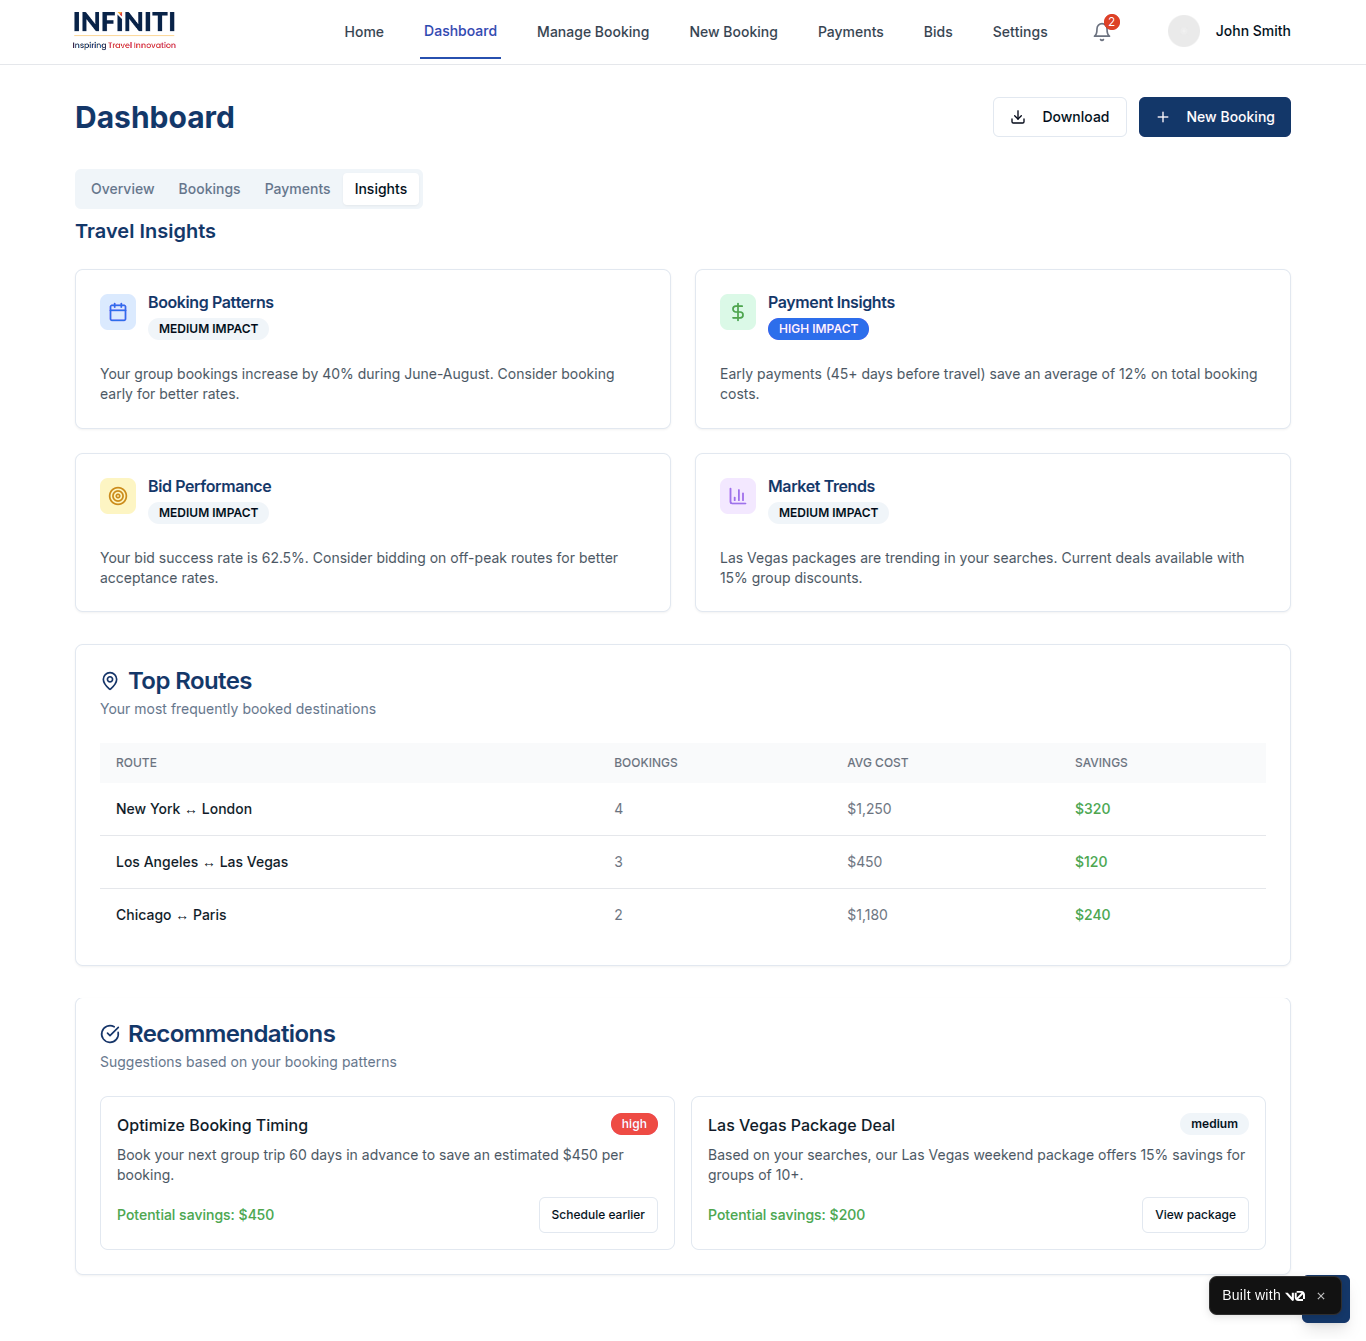 INFINITI
Inspiring Travel Innovation
Home
Dashboard
Manage Booking
New Booking
Payments
Bids
Settings
2
John Smith
Dashboard
Download
New Booking
Overview
Bookings
Payments
Insights
Travel Insights
Booking Patterns
MEDIUM IMPACT
Your group bookings increase by 40% during June-August. Consider booking
early for better rates.
Payment Insights
HIGH IMPACT
Early payments (45+ days before travel) save an average of 12% on total booking
costs.
Bid Performance
MEDIUM IMPACT
Your bid success rate is 62.5%. Consider bidding on off-peak routes for better
acceptance rates.
Market Trends
MEDIUM IMPACT
Las Vegas packages are trending in your searches. Current deals available with
15% group discounts.
Top Routes
Your most frequently booked destinations
ROUTE BOOKINGS AVG COST SAVINGS
New York ↔ London 4 $1,250 $320
Los Angeles ↔ Las Vegas 3 $450 $120
Chicago ↔ Paris 2 $1,180 $240
Recommendations
Suggestions based on your booking patterns
Optimize Booking Timing
high
Book your next group trip 60 days in advance to save an estimated $450 per
booking.
Potential savings: $450
Schedule earlier
Las Vegas Package Deal
medium
Based on your searches, our Las Vegas weekend package offers 15% savings for
groups of 10+.
Potential savings: $200
View package
Built with v0